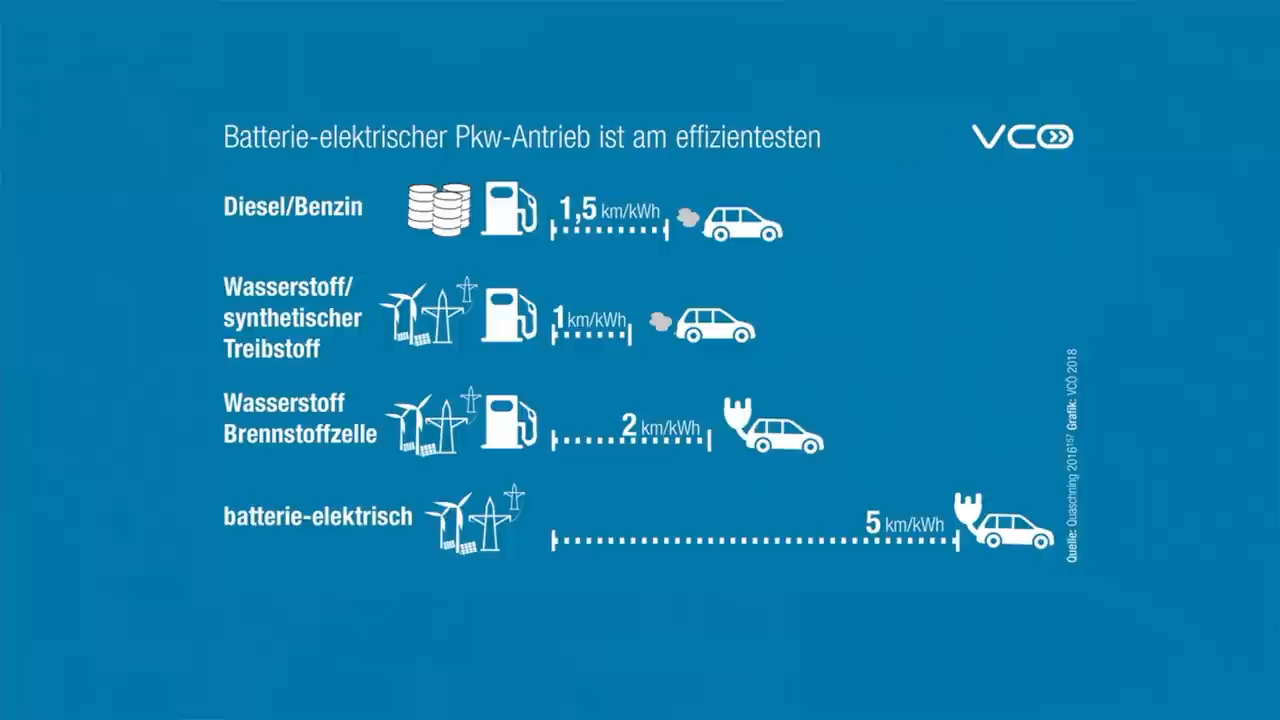 Batterie-elektrischer Pkw-Antrieb ist am effizientesten
VCÖ
Diesel/Benzin
1,5 km/kWh
Wasserstoff/
synthetischer
Treibstoff
1 km/kWh
Wasserstoff
Brennstoffzelle
2 km/kWh
batterie-elektrisch
5 km/kWh
Quelle: Quaschning 2016¹⁵⁷ Grafik: VCÖ 2018